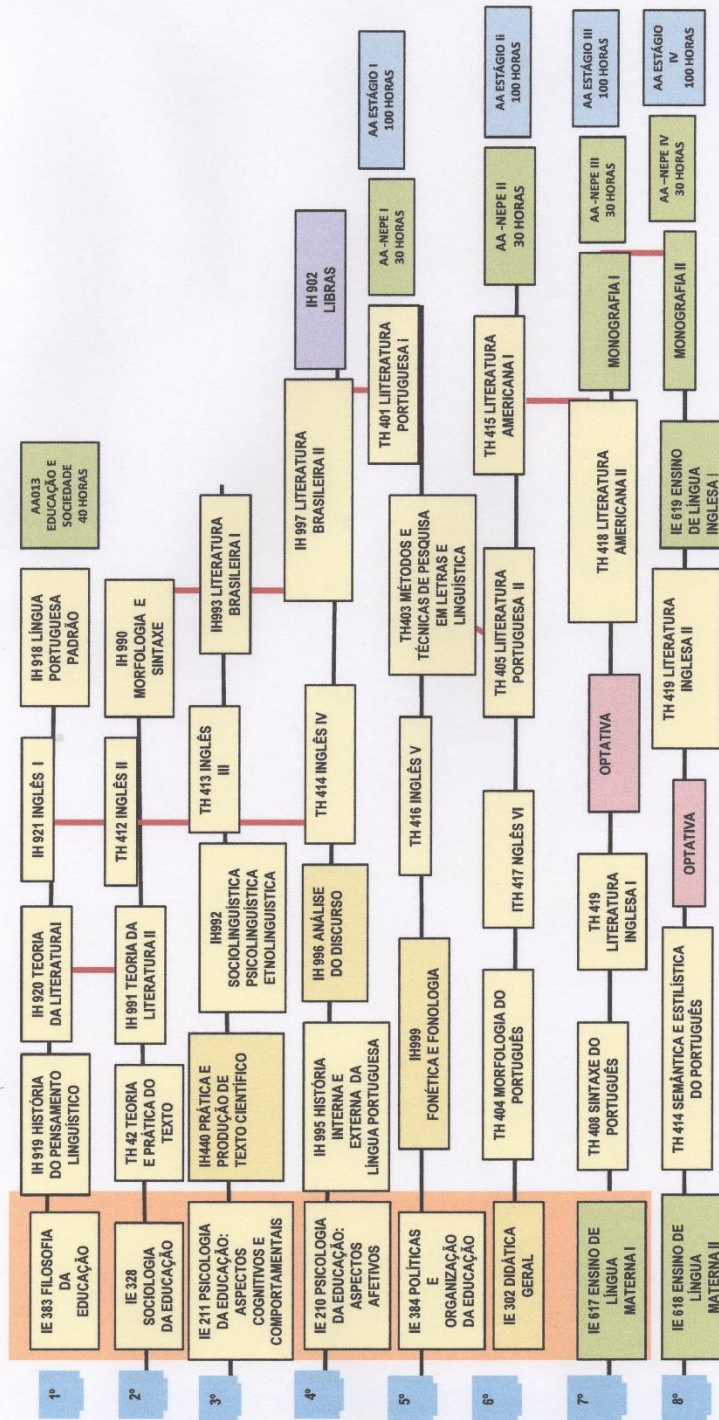 1º
IE 383 FILOSOFIA
DA
EDUCAÇÃO
IH 919 HISTÓRIA
DO PENSAMENTO
LINGUÍSTICO
IH 920 TEORIA
DA LITERATURAI
IH 921 INGLÊS I
IH 918 LÍNGUA
PORTUGUESA
PADRÃO
AA013
EDUCAÇÃO E
SOCIEDADE
40 HORAS
2º
IE 328
SOCIOLOGIA
DA EDUCAÇÃO
TH 42 TEORIA
E PRÁTICA DO
TEXTO
IH 991 TEORIA DA
LITERATURA II
TH 412 INGLÊS II
IH 990
MORFOLOGIA E
SINTAXE
3º
IE 211 PSICOLOGIA
DA EDUCAÇÃO:
ASPECTOS
COGNITIVOS E
COMPORTAMENTAIS
IH440 PRÁTICA E
PRODUÇÃO DE
TEXTO CIENTÍFICO
IH992
SOCIOLINGUÍSTICA
PSICOLINGUÍSTICA
ETNOLINGUISTICA
TH 413 INGLÊS
III
IH993 LITERATURA
BRASILEIRA I
4º
IE 210 PSICOLOGIA
DA EDUCAÇÃO:
ASPECTOS
AFETIVOS
IH 995 HISTÓRIA
INTERNA E
EXTERNA DA
LÍNGUA PORTUGUESA
IH 996 ANÁLISE
DO DISCURSO
TH 414 INGLÊS IV
IH 997 LITERATURA
BRASILEIRA II
IH 902
LIBRAS
5º
IE 384 POLÍTICAS
E
ORGANIZAÇÃO
DA EDUCAÇÃO
IH999
FONÉTICA E FONOLOGIA
TH 416 INGLÊS V
TH403 MÉTODOS E
TÉCNICAS DE PESQUISA
EM LETRAS E
LINGUÍSTICA
TH 401 LIITERATURA
PORTUGUESA i
AA -NEPE I
30 HORAS
AA ESTÁGIO I
100 HORAS
6º
IE 302 DIDÁTICA
GERAL
TH 404 MORFOLOGIA DO
PORTUGUÊS
ITH 417 NGLÊS VI
TH 405 LIITERATURA
PORTUGUESA II
TH 415 LITERATURA
AMERICANA I
AA –NEPE II
30 HORAS
AA ESTÁGIO Ii
100 HORAS
7º
IE 617 ENSINO DE
LÍNGUA
MATERNA I
TH 408 SINTAXE DO
PORTUGUÊS
TH 419
LITERATURA
INGLESA I
OPTATIVA
TH 418 LITERATURA
AMERICANA II
MONOGRAFIA I
AA -NEPE III
30 HORAS
AA ESTÁGIO III
100 HORAS
8º
IE 618 ENSINO DE
LÍNGUA
MATERNA II
TH 414 SEMÂNTICA E ESTILÍSTICA
DO PORTUGUÊS
OPTATIVA
TH 419 LITERATURA
INGLESA II
IE 619 ENSINO
DE LÍNGUA
INGLESA I
MONOGRAFIA II
AA –NEPE IV
30 HORAS
AA ESTÁGIO
IV
100 HORAS